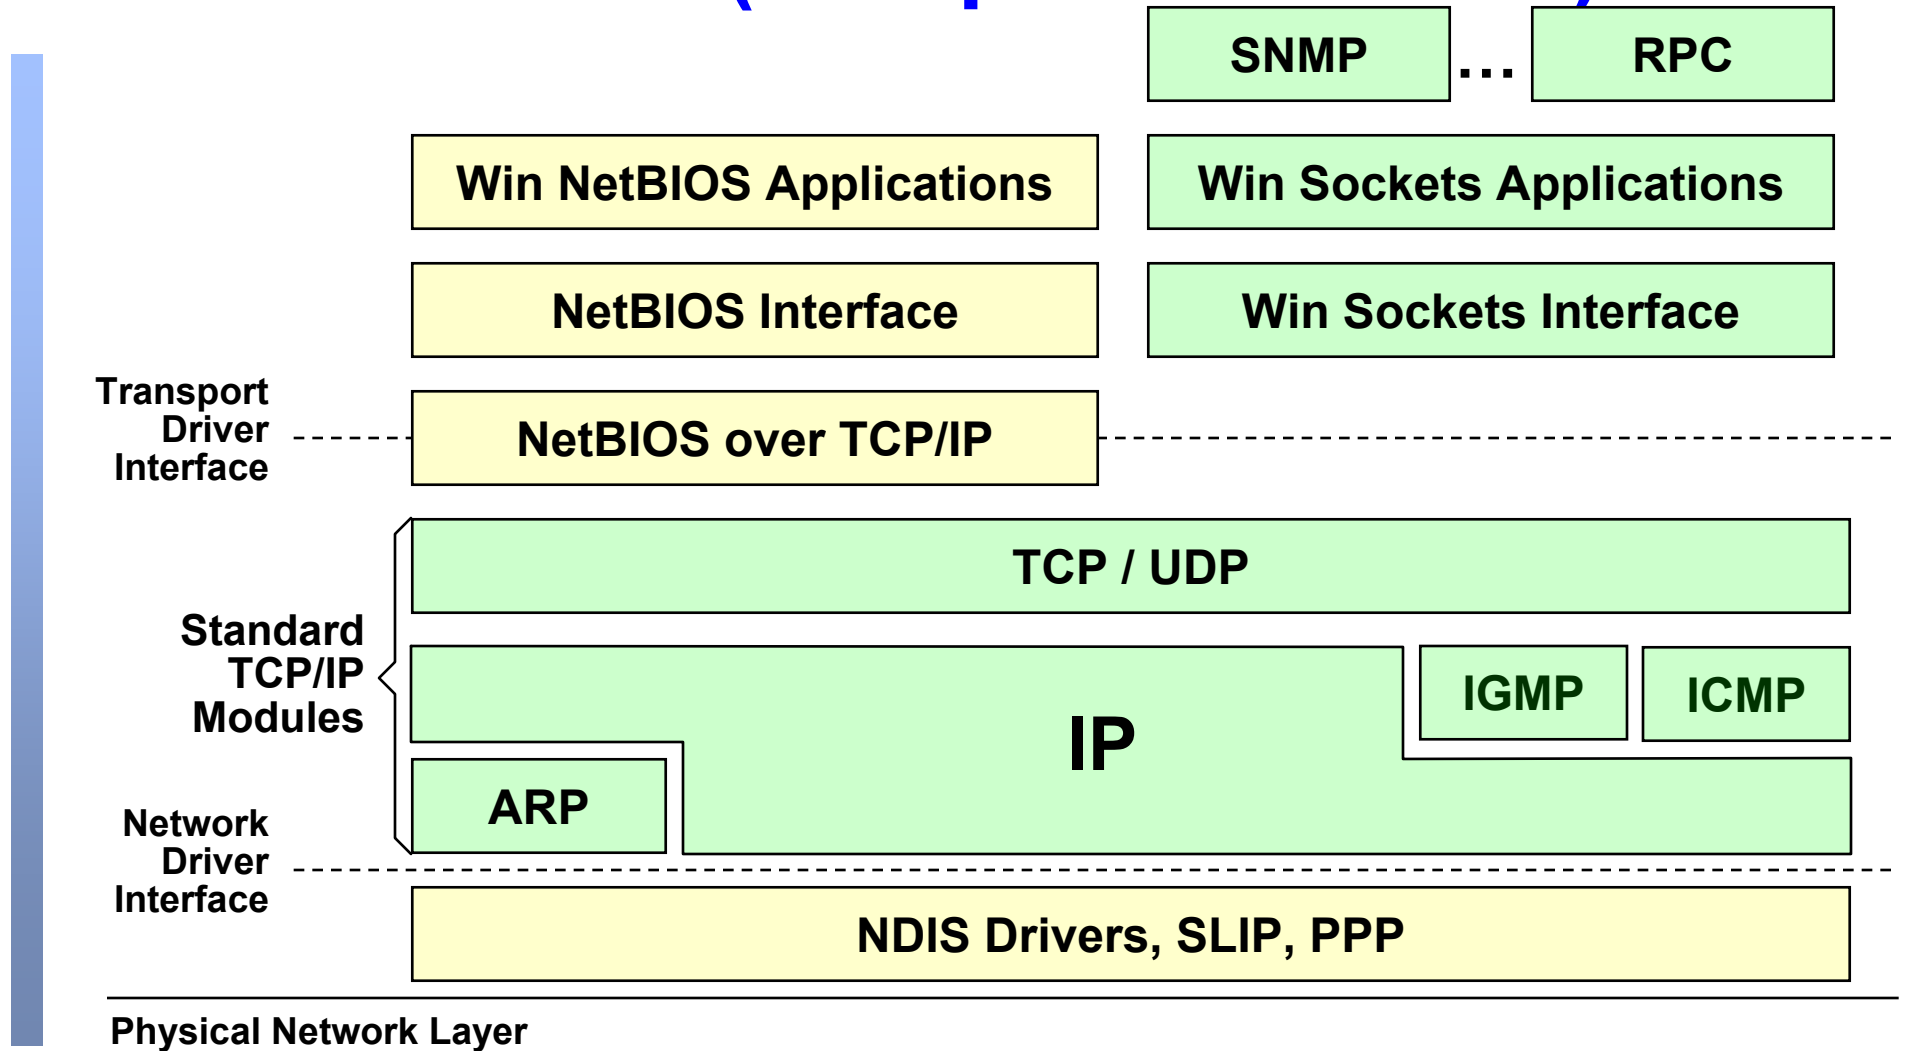 SNMP ... RPC
Win NetBIOS Applications
Win Sockets Applications
NetBIOS Interface
Win Sockets Interface
Transport
Driver
Interface
NetBIOS over TCP/IP
TCP / UDP
Standard
TCP/IP
Modules
IP
IGMP
ICMP
ARP
Network
Driver
Interface
NDIS Drivers, SLIP, PPP
Physical Network Layer